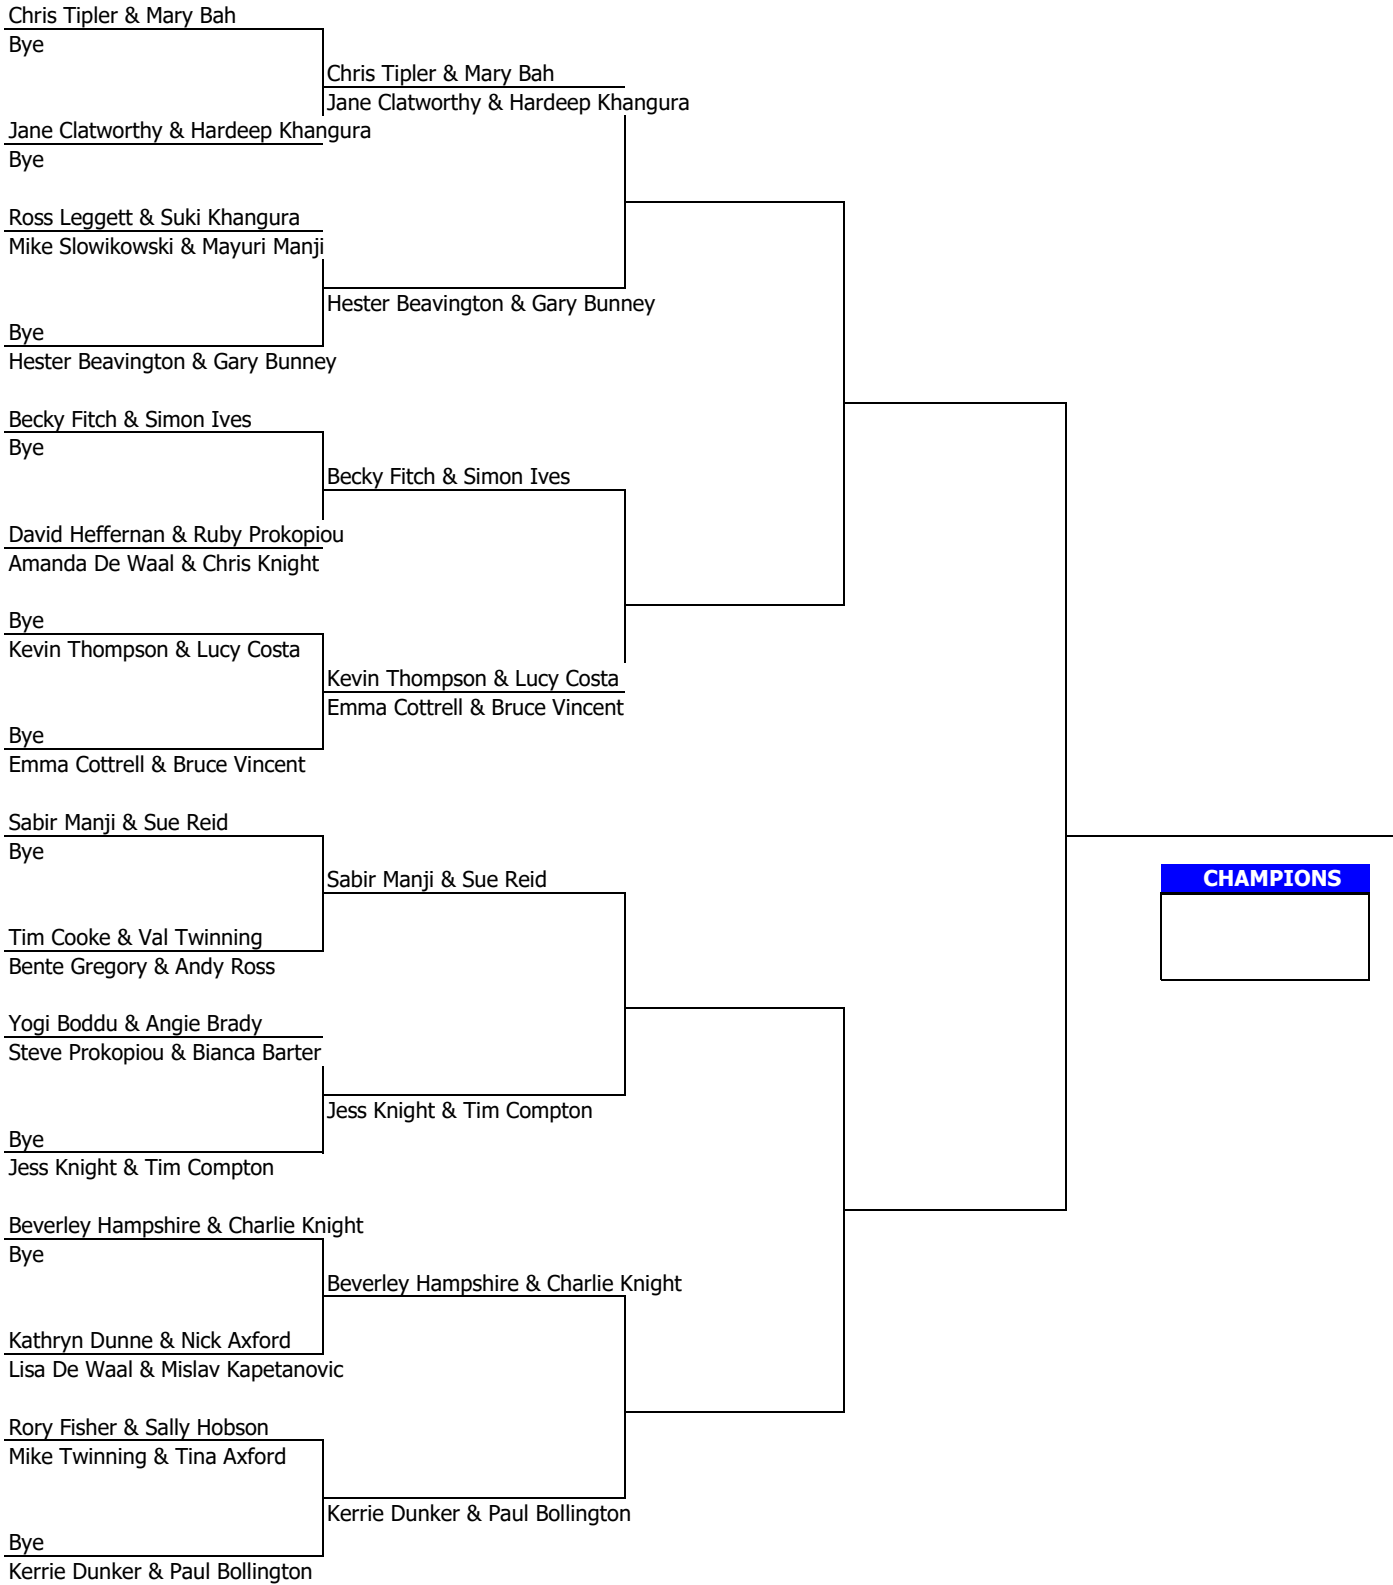 Chris Tipler & Mary Bah
Bye
Chris Tipler & Mary Bah
Jane Clatworthy & Hardeep Khangura
Jane Clatworthy & Hardeep Khangura
Bye
Ross Leggett & Suki Khangura
Mike Slowikowski & Mayuri Manji
Hester Beavington & Gary Bunney
Bye
Hester Beavington & Gary Bunney
Becky Fitch & Simon Ives
Bye
Becky Fitch & Simon Ives
David Heffernan & Ruby Prokopiou
Amanda De Waal & Chris Knight
Bye
Kevin Thompson & Lucy Costa
Kevin Thompson & Lucy Costa
Emma Cottrell & Bruce Vincent
Bye
Emma Cottrell & Bruce Vincent
Sabir Manji & Sue Reid
Bye
Sabir Manji & Sue Reid
CHAMPIONS
Tim Cooke & Val Twinning
Bente Gregory & Andy Ross
Yogi Boddu & Angie Brady
Steve Prokopiou & Bianca Barter
Jess Knight & Tim Compton
Bye
Jess Knight & Tim Compton
Beverley Hampshire & Charlie Knight
Bye
Beverley Hampshire & Charlie Knight
Kathryn Dunne & Nick Axford
Lisa De Waal & Mislav Kapetanovic
Rory Fisher & Sally Hobson
Mike Twinning & Tina Axford
Kerrie Dunker & Paul Bollington
Bye
Kerrie Dunker & Paul Bollington